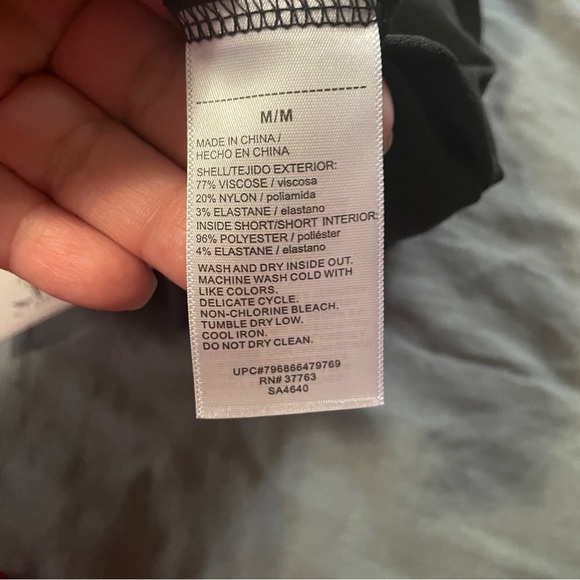 M/M
MADE IN CHINA /
HECHO EN CHINA
SHELL/TEJIDO EXTERIOR:
77% VISCOSE / viscosa
20% NYLON / poliamida
3% ELASTANE / elastano
INSIDE SHORT/SHORT INTERIOR:
96% POLYESTER / poliéster
4% ELASTANE / elastano
WASH AND DRY INSIDE OUT.
MACHINE WASH COLD WITH
LIKE COLORS.
DELICATE CYCLE.
NON-CHLORINE BLEACH.
TUMBLE DRY LOW.
COOL IRON.
DO NOT DRY CLEAN.
UPC#796866479769
RN# 37763
SA4640